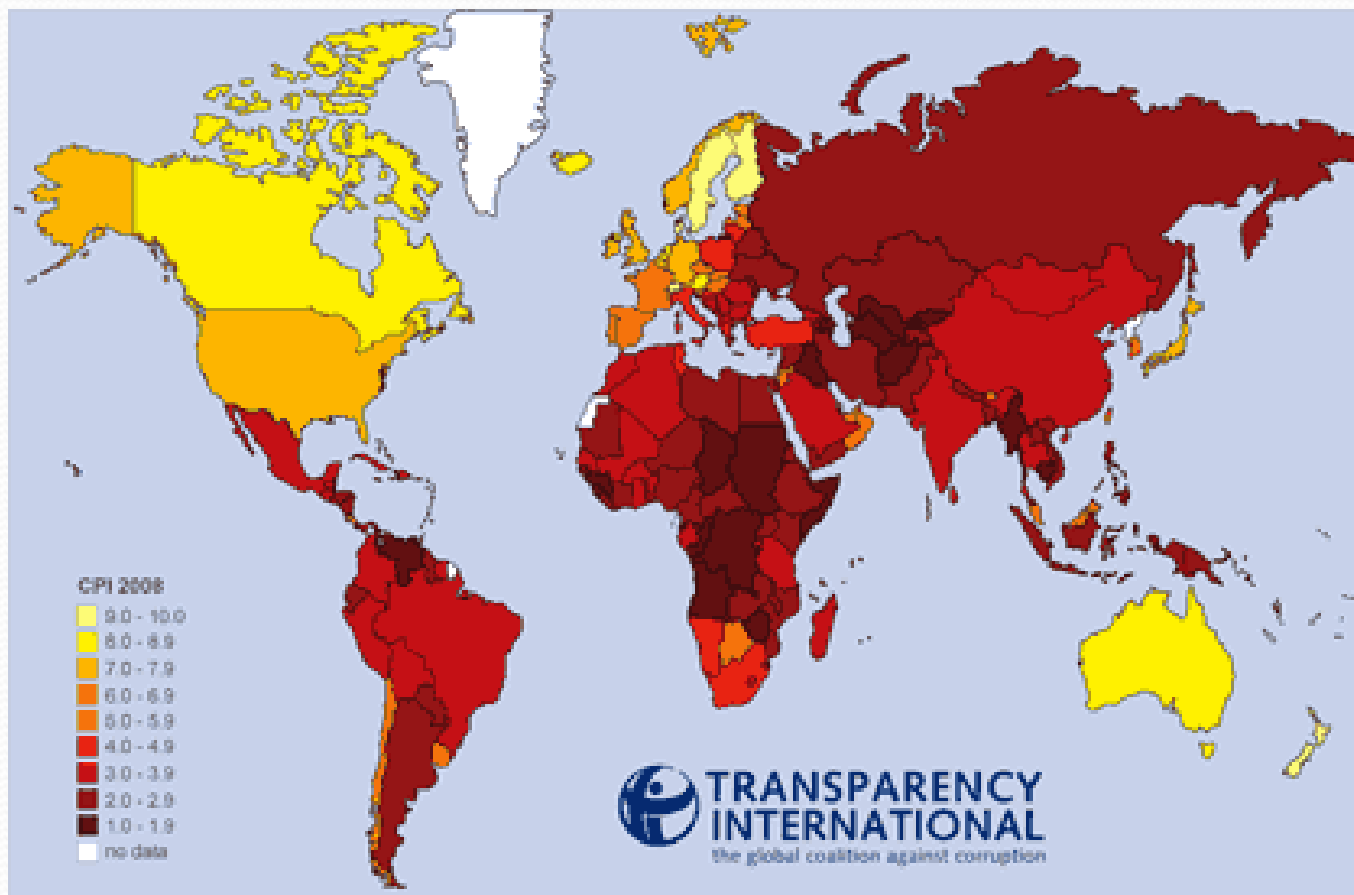 CPI 2008
9.0 - 10.0
8.0 - 8.9
7.0 - 7.9
6.0 - 6.9
5.0 - 5.9
4.0 - 4.9
3.0 - 3.9
2.0 - 2.9
1.0 - 1.9
no data
TRANSPARENCY
INTERNATIONAL
the global coalition against corruption